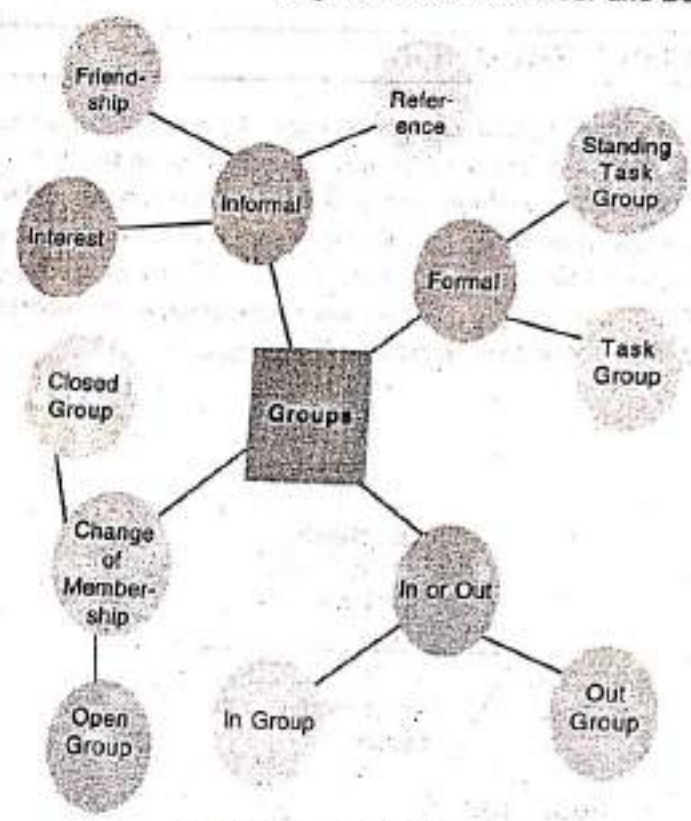 Friend-
ship
Refer-
ence
Standing
Task
Group
Informal
Interest
Formal
Task
Group
Closed
Group
Groups
Change
of
Member-
ship
In or Out
In Group
Out
Group
Open
Group